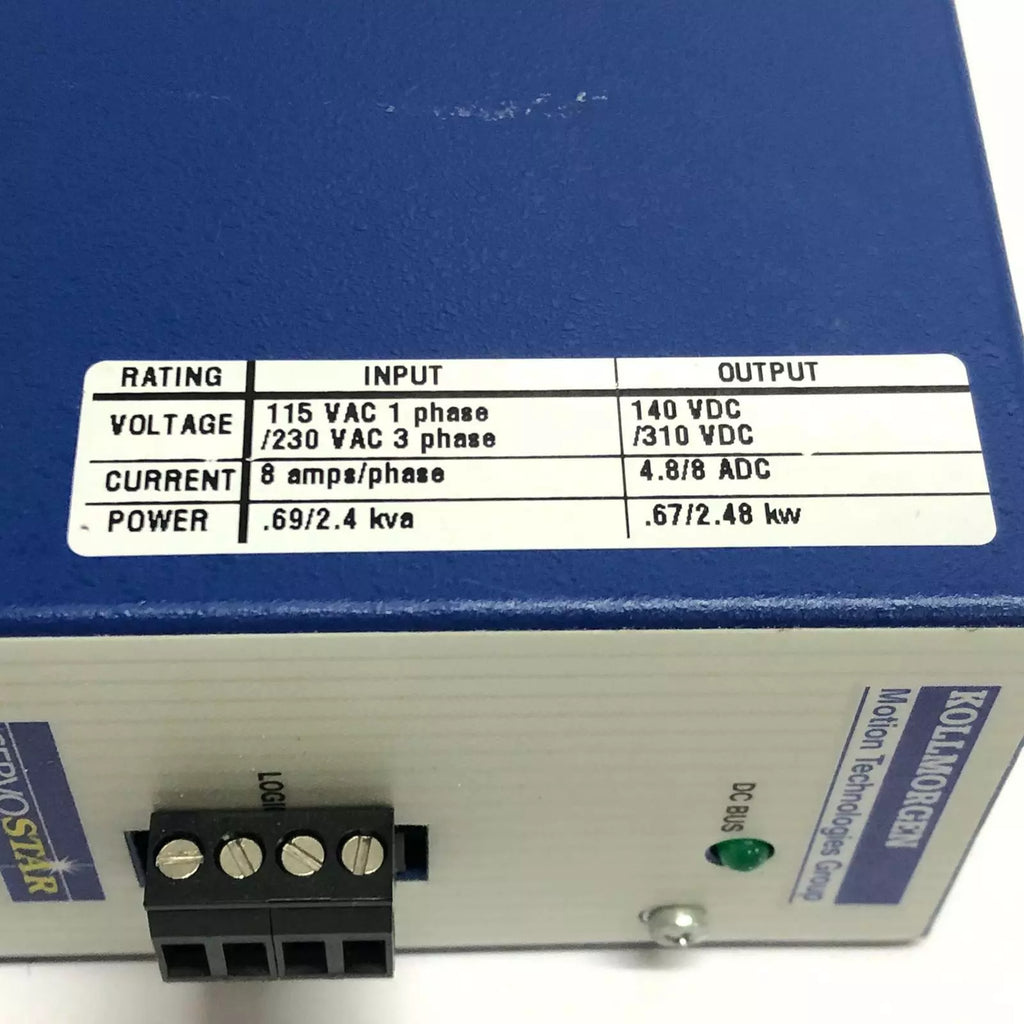 RATING INPUT OUTPUT
VOLTAGE 115 VAC 1 phase 140 VDC
/230 VAC 3 phase /310 VDC
CURRENT 8 amps/phase 4.8/8 ADC
POWER .69/2.4 kva .67/2.48 kw
SERVOSTAR
LOGI
DC BUS
KOLLMORGEN
Motion Technologies Group